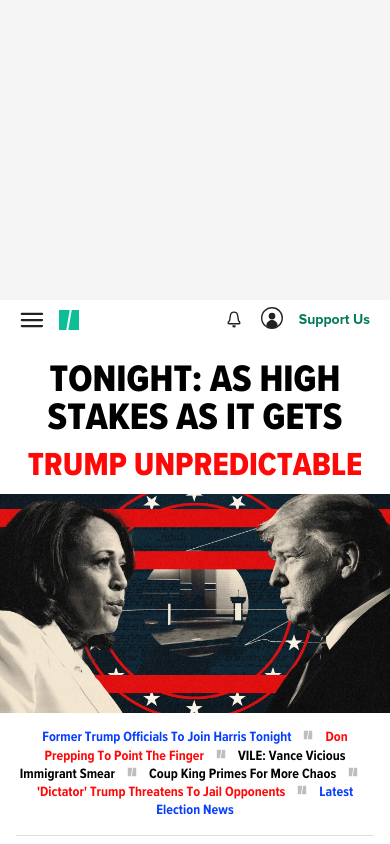 Support Us
TONIGHT: AS HIGH
STAKES AS IT GETS
TRUMP UNPREDICTABLE
Former Trump Officials To Join Harris Tonight // Don
Prepping To Point The Finger // VILE: Vance Vicious
Immigrant Smear // Coup King Primes For More Chaos //
'Dictator' Trump Threatens To Jail Opponents // Latest
Election News